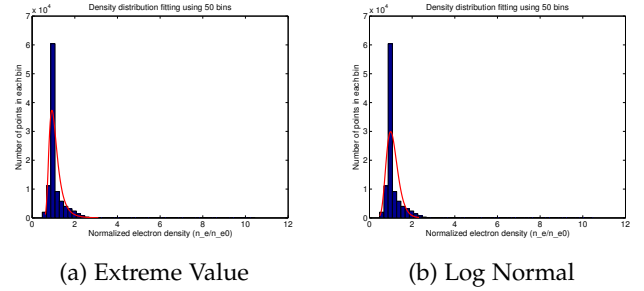 Density distribution fitting using 50 bins
x 10^4
7
6
5
4
3
2
1
0
Number of points in each bin
0 2 4 6 8 10 12
Normalized electron density (n_e/n_e0)
(a) Extreme Value
Density distribution fitting using 50 bins
x 10^4
7
6
5
4
3
2
1
0
Number of points in each bin
0 2 4 6 8 10 12
Normalized electron density (n_e/n_e0)
(b) Log Normal